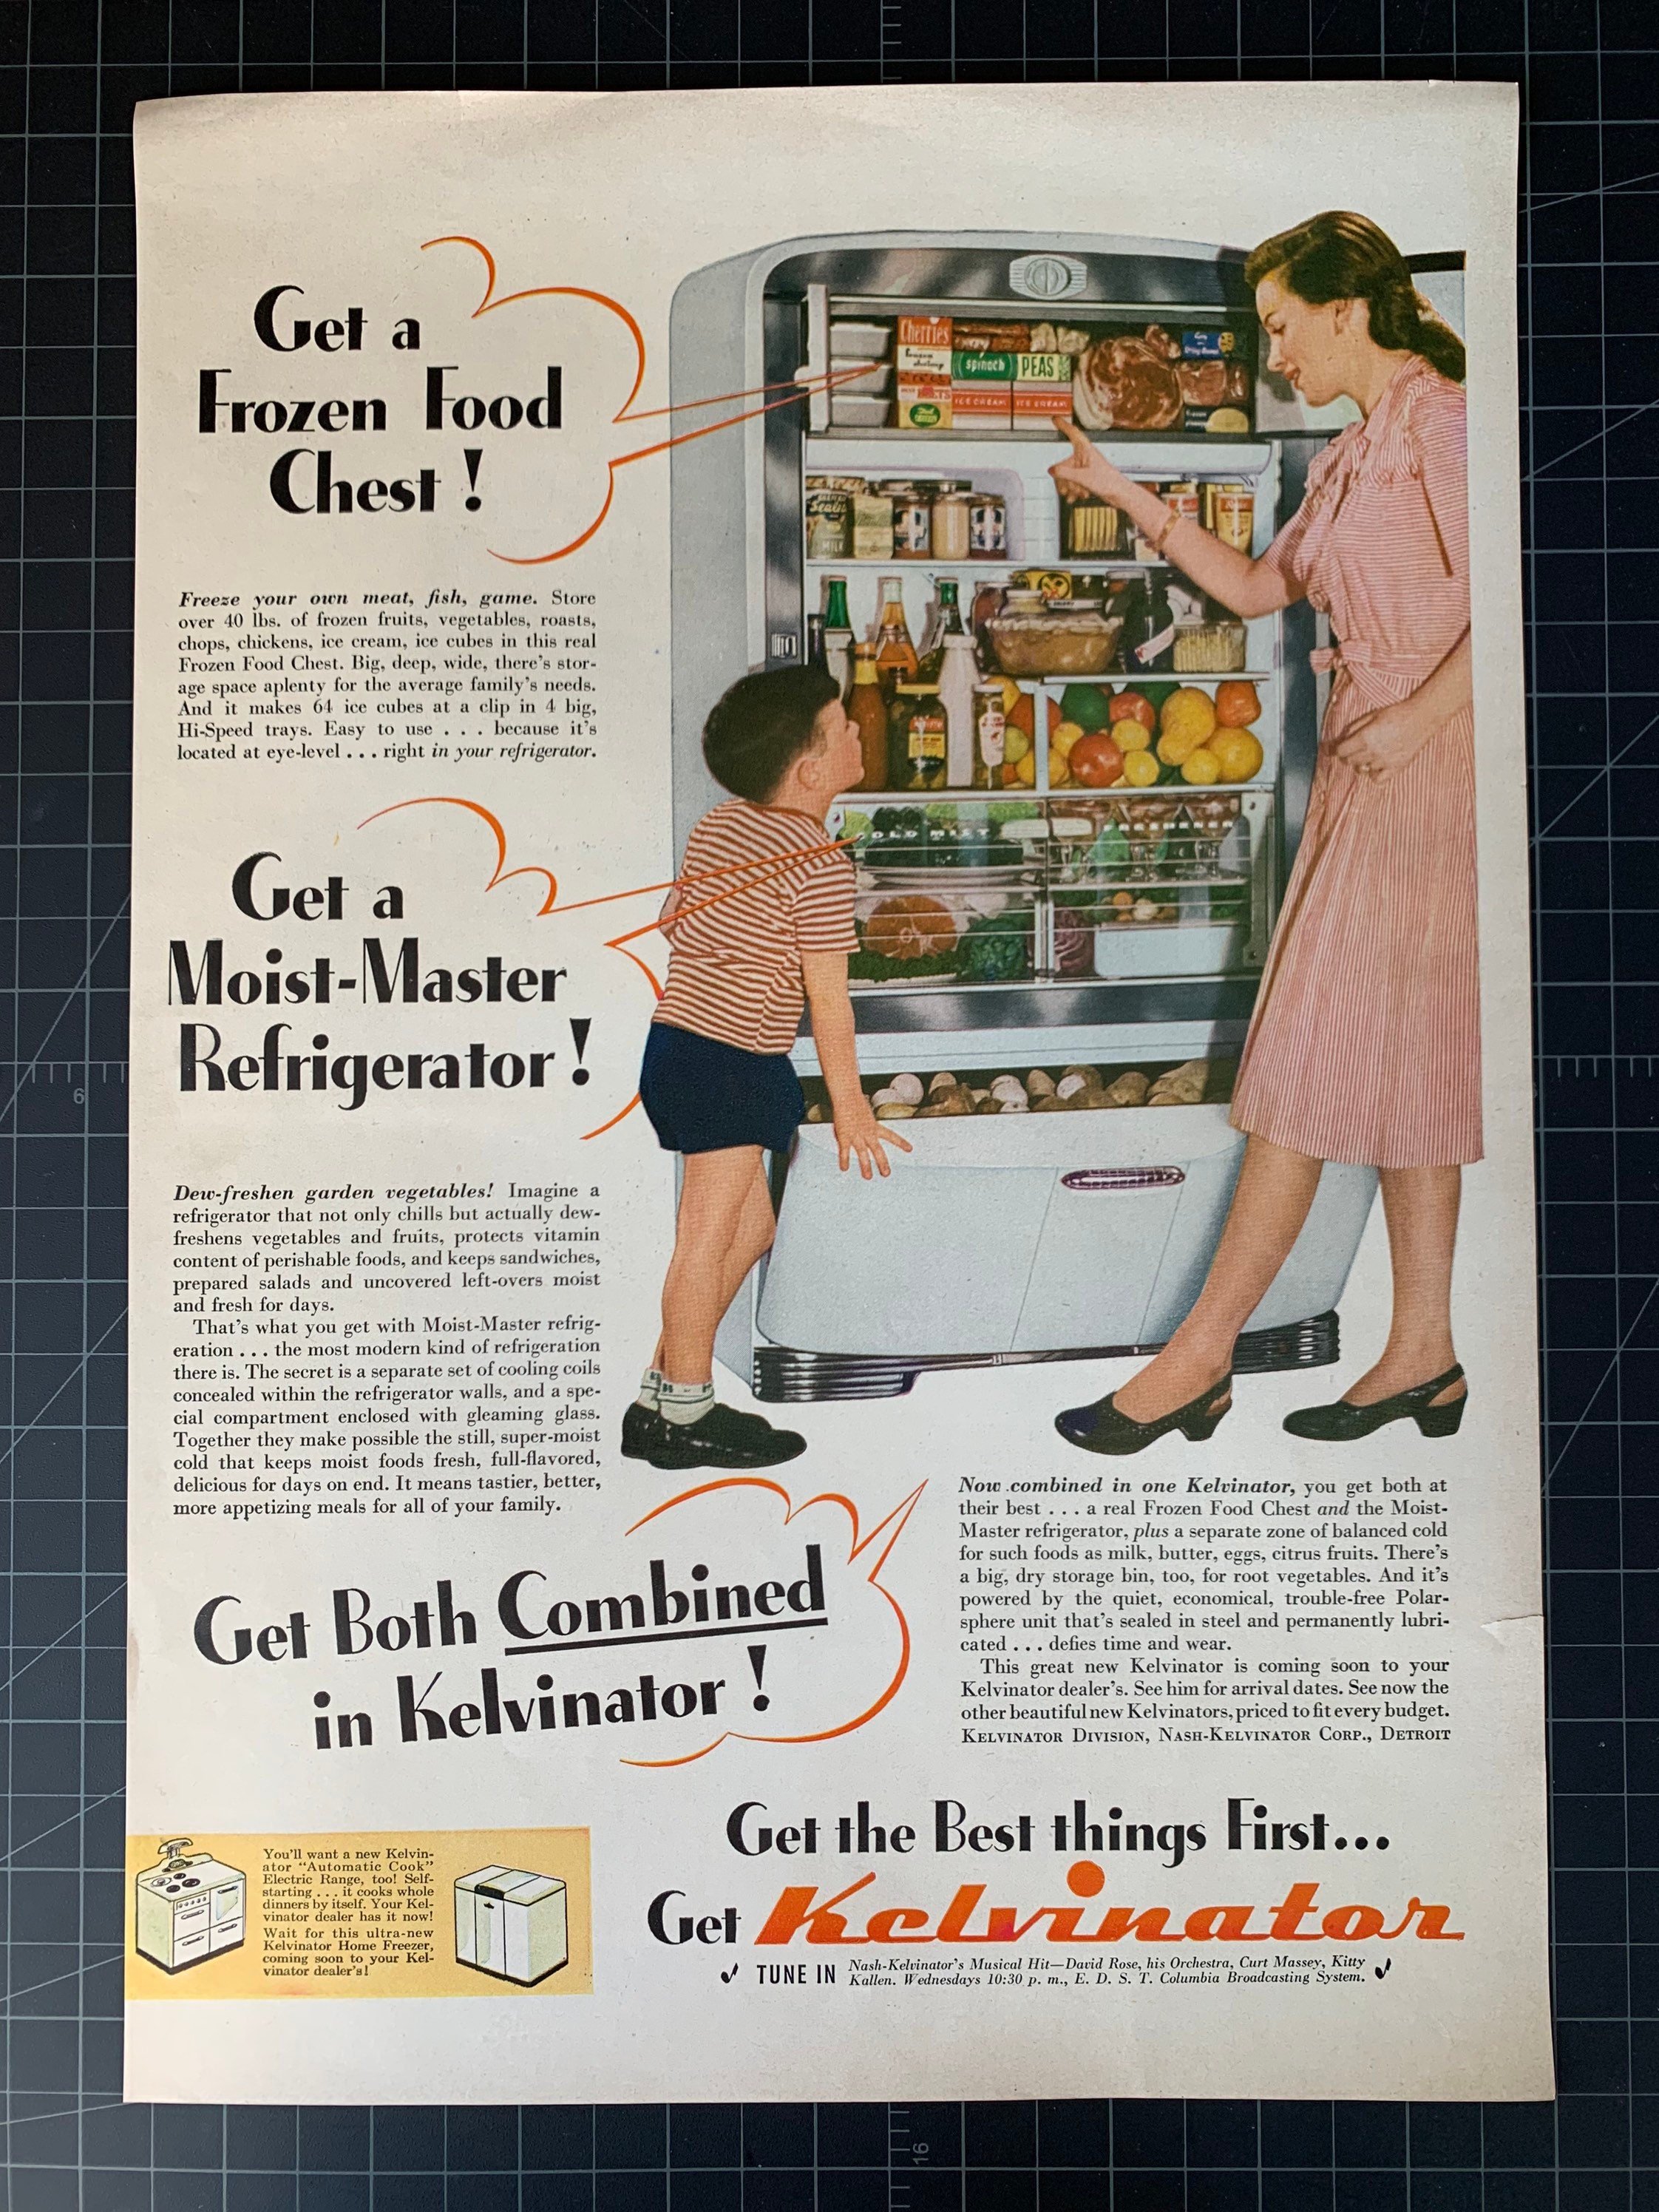 Get a
Frozen Food
Chest!
Freeze your own meat, fish, game. Store
over 40 lbs. of frozen fruits, vegetables, roasts,
chops, chickens, ice cream, ice cubes in this real
Frozen Food Chest. Big, deep, wide, there's stor-
age space aplenty for the average family's needs.
And it makes 64 ice cubes at a clip in 4 big,
Hi-Speed trays. Easy to use . . . because it's
located at eye-level . . . right in your refrigerator.
Cherries
frozen
shrimp
spinach
PEAS
ICE CREAM
ICE CREAM
MILK
COLD MIST
FRESHENER
Get a
Moist-Master
Refrigerator!
Dew-freshen garden vegetables! Imagine a
refrigerator that not only chills but actually dew-
freshens vegetables and fruits, protects vitamin
content of perishable foods, and keeps sandwiches,
prepared salads and uncovered left-overs moist
and fresh for days.
That's what you get with Moist-Master refrig-
eration . . . the most modern kind of refrigeration
there is. The secret is a separate set of cooling coils
concealed within the refrigerator walls, and a spe-
cial compartment enclosed with gleaming glass.
Together they make possible the still, super-moist
cold that keeps moist foods fresh, full-flavored,
delicious for days on end. It means tastier, better,
more appetizing meals for all of your family.
Get Both Combined
in Kelvinator!
Now combined in one Kelvinator, you get both at
their best . . . a real Frozen Food Chest and the Moist-
Master refrigerator, plus a separate zone of balanced cold
for such foods as milk, butter, eggs, citrus fruits. There's
a big, dry storage bin, too, for root vegetables. And it's
powered by the quiet, economical, trouble-free Polar-
sphere unit that's sealed in steel and permanently lubri-
cated . . . defies time and wear.
This great new Kelvinator is coming soon to your
Kelvinator dealer's. See him for arrival dates. See now the
other beautiful new Kelvinators, priced to fit every budget.
KELVINATOR DIVISION, NASH-KELVINATOR CORP., DETROIT
You'll want a new Kelvin-
ator "Automatic Cook"
Electric Range, too! Self-
starting . . . it cooks whole
dinners by itself. Your Kel-
vinator dealer has it now!
Wait for this ultra-new
Kelvinator Home Freezer,
coming soon to your Kel-
vinator dealer's!
Get the Best things First...
Get Kelvinator
TUNE IN Nash-Kelvinator's Musical Hit—David Rose, his Orchestra, Curt Massey, Kitty
Kallen. Wednesdays 10:30 p. m., E. D. S. T. Columbia Broadcasting System.
6
16